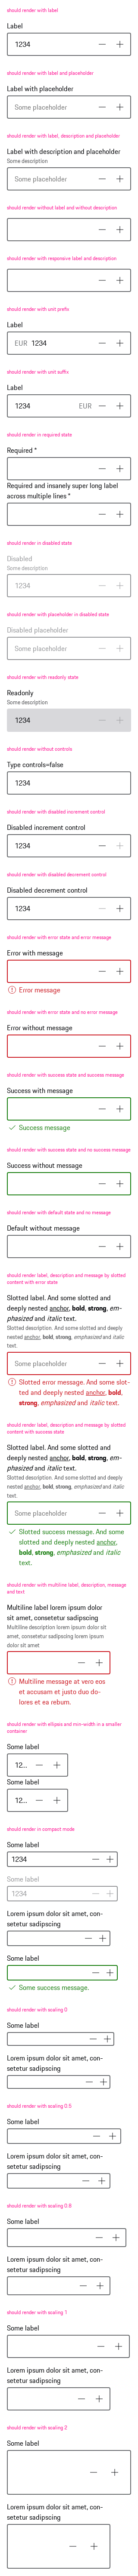 should render with label
Label
1234
should render with label and placeholder
Label with placeholder
Some placeholder
should render with label, description and placeholder
Label with description and placeholder
Some description
Some placeholder
should render without label and without description
should render with responsive label and description
should render with unit prefix
Label
EUR 1234
should render with unit suffix
Label
1234 EUR
should render in required state
Required *
Required and insanely super long label
across multiple lines *
should render in disabled state
Disabled
Some description
1234
should render with placeholder in disabled state
Disabled placeholder
Some placeholder
should render with readonly state
Readonly
Some description
1234
should render without controls
Type controls=false
1234
should render with disabled increment control
Disabled increment control
1234
should render with disabled decrement control
Disabled decrement control
1234
should render with error state and error message
Error with message
Error message
should render with error state and no error message
Error without message
should render with success state and success message
Success with message
Success message
should render with success state and no success message
Success without message
should render with default state and no message
Default without message
should render label, description and message by slotted
content with error state
Slotted label. And some slotted and
deeply nested anchor, bold, strong, em-
phasized and italic text.
Slotted description. And some slotted and deeply
nested anchor, bold, strong, emphasized and italic
text.
Some placeholder
Slotted error message. And some slot-
ted and deeply nested anchor, bold,
strong, emphasized and italic text.
should render label, description and message by slotted
content with success state
Slotted label. And some slotted and
deeply nested anchor, bold, strong, em-
phasized and italic text.
Slotted description. And some slotted and deeply
nested anchor, bold, strong, emphasized and italic
text.
Some placeholder
Slotted success message. And some
slotted and deeply nested anchor,
bold, strong, emphasized and italic
text.
should render with multiline label, description, message
and text
Multiline label lorem ipsum dolor
sit amet, consetetur sadipscing
Multiline description lorem ipsum dolor sit
amet, consetetur sadipscing lorem ipsum
dolor sit amet
Multiline message at vero eos
et accusam et justo duo do-
lores et ea rebum.
should render with ellipsis and min-width in a smaller
container
Some label
12…
Some label
12…
should render in compact mode
Some label
1234
Some label
1234
Lorem ipsum dolor sit amet, con-
setetur sadipscing
Some label
Some success message.
should render with scaling 0
Some label
Lorem ipsum dolor sit amet, con-
setetur sadipscing
should render with scaling 0.5
Some label
Lorem ipsum dolor sit amet, con-
setetur sadipscing
should render with scaling 0.8
Some label
Lorem ipsum dolor sit amet, con-
setetur sadipscing
should render with scaling 1
Some label
Lorem ipsum dolor sit amet, con-
setetur sadipscing
should render with scaling 2
Some label
Lorem ipsum dolor sit amet, con-
setetur sadipscing